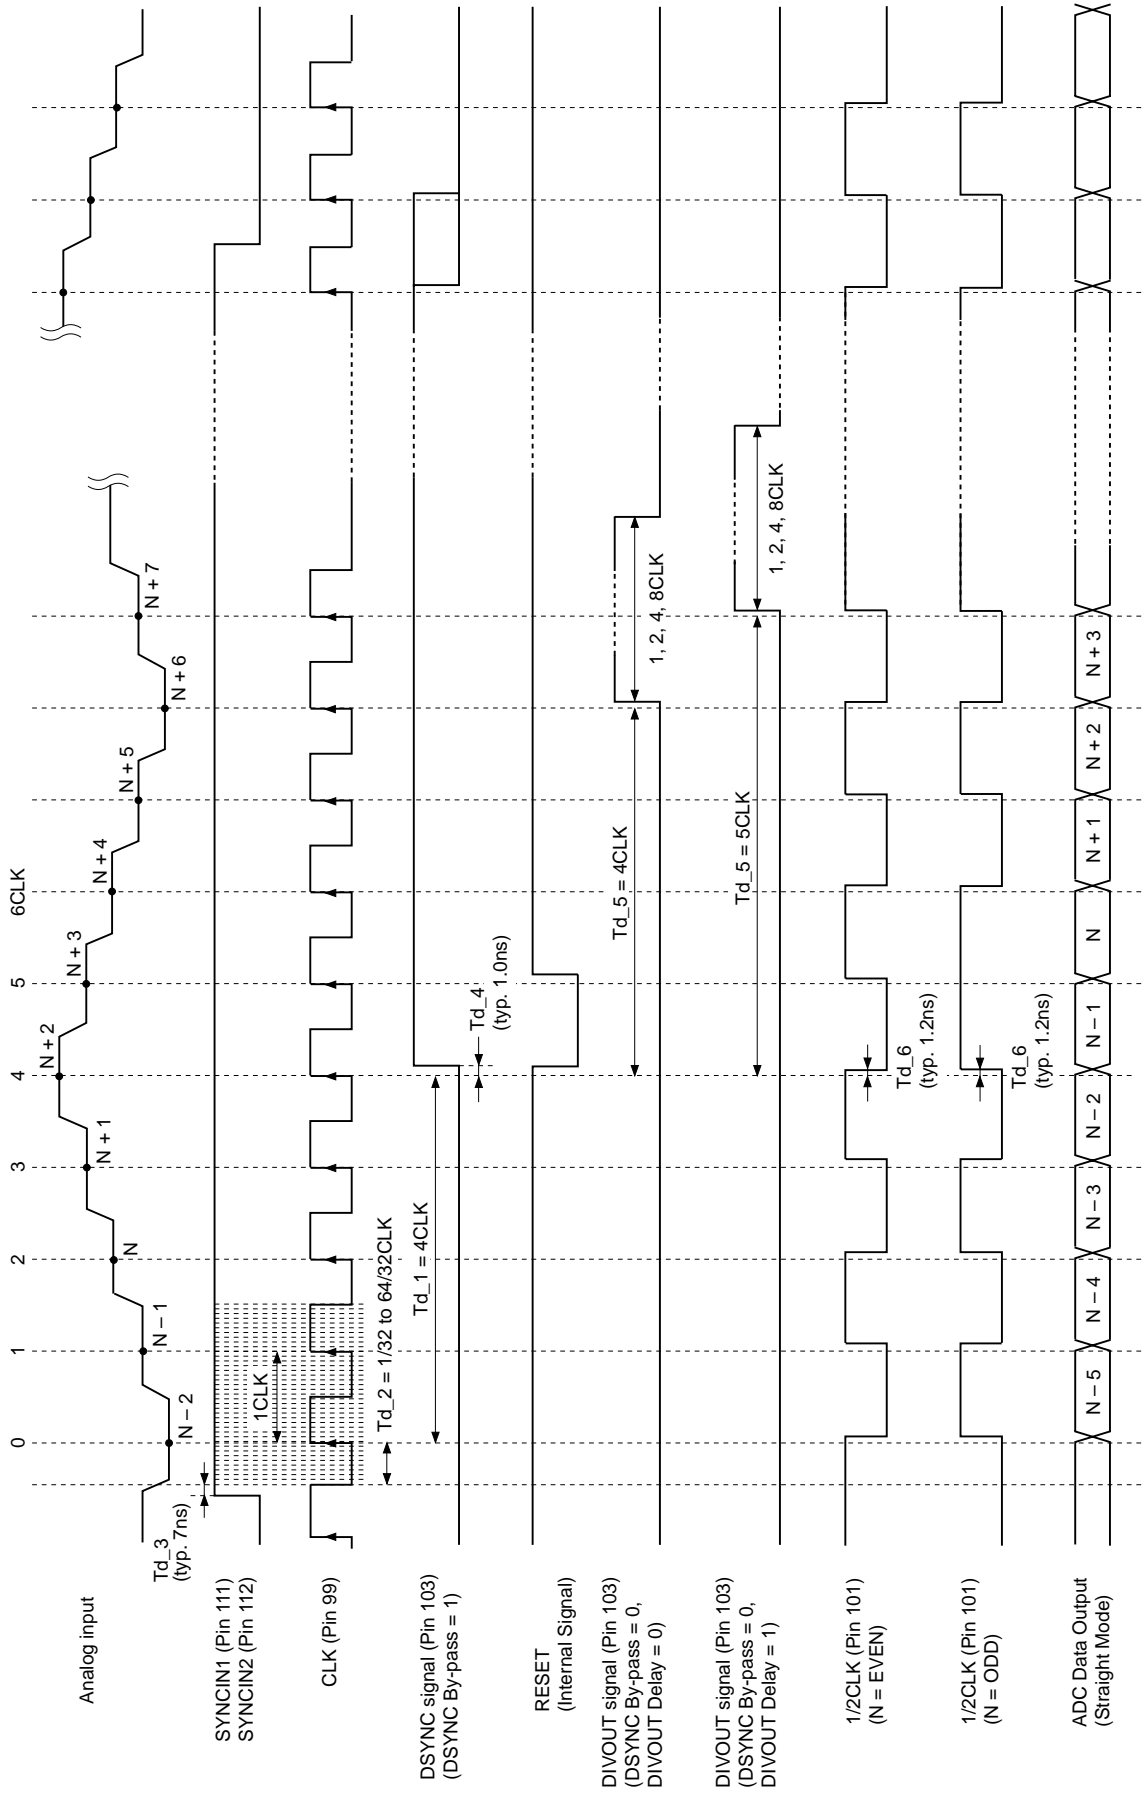 0
1
2
3
4
5
6CLK
Analog input
N – 2
N – 1
N
N + 1
N + 2
N + 3
N + 4
N + 5
N + 6
N + 7
Td_3
(typ. 7ns)
SYNCIN1 (Pin 111)
SYNCIN2 (Pin 112)
1CLK
CLK (Pin 99)
Td_2 = 1/32 to 64/32CLK
DSYNC signal (Pin 103)
(DSYNC By-pass = 1)
Td_1 = 4CLK
Td_4
(typ. 1.0ns)
RESET
(Internal Signal)
DIVOUT signal (Pin 103)
(DSYNC By-pass = 0,
DIVOUT Delay = 0)
Td_5 = 4CLK
1, 2, 4, 8CLK
DIVOUT signal (Pin 103)
(DSYNC By-pass = 0,
DIVOUT Delay = 1)
Td_5 = 5CLK
1, 2, 4, 8CLK
1/2CLK (Pin 101)
(N = EVEN)
Td_6
(typ. 1.2ns)
1/2CLK (Pin 101)
(N = ODD)
Td_6
(typ. 1.2ns)
ADC Data Output
(Straight Mode)
N – 5
N – 4
N – 3
N – 2
N – 1
N
N + 1
N + 2
N + 3